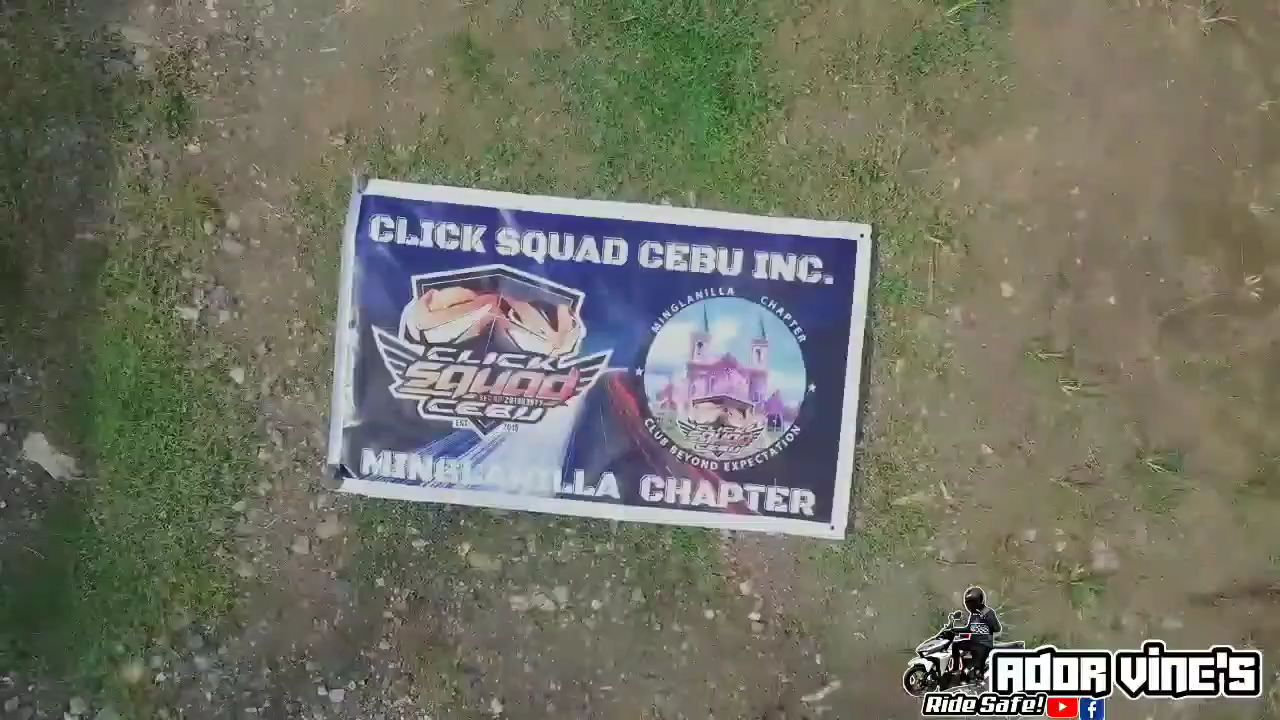 CLICK SQUAD CEBU INC.
CLICK
squad
CEBU
EST. 2015
MINGLANILLA CHAPTER
CLUB BEYOND EXPECTATION
MINGLANILLA CHAPTER
ADOR VINC'S
Ride Safe!